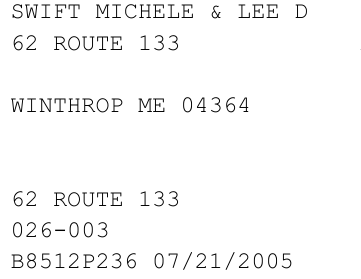 SWIFT MICHELE & LEE D
62 ROUTE 133
WINTHROP ME 04364
62 ROUTE 133
026-003
B8512P236 07/21/2005